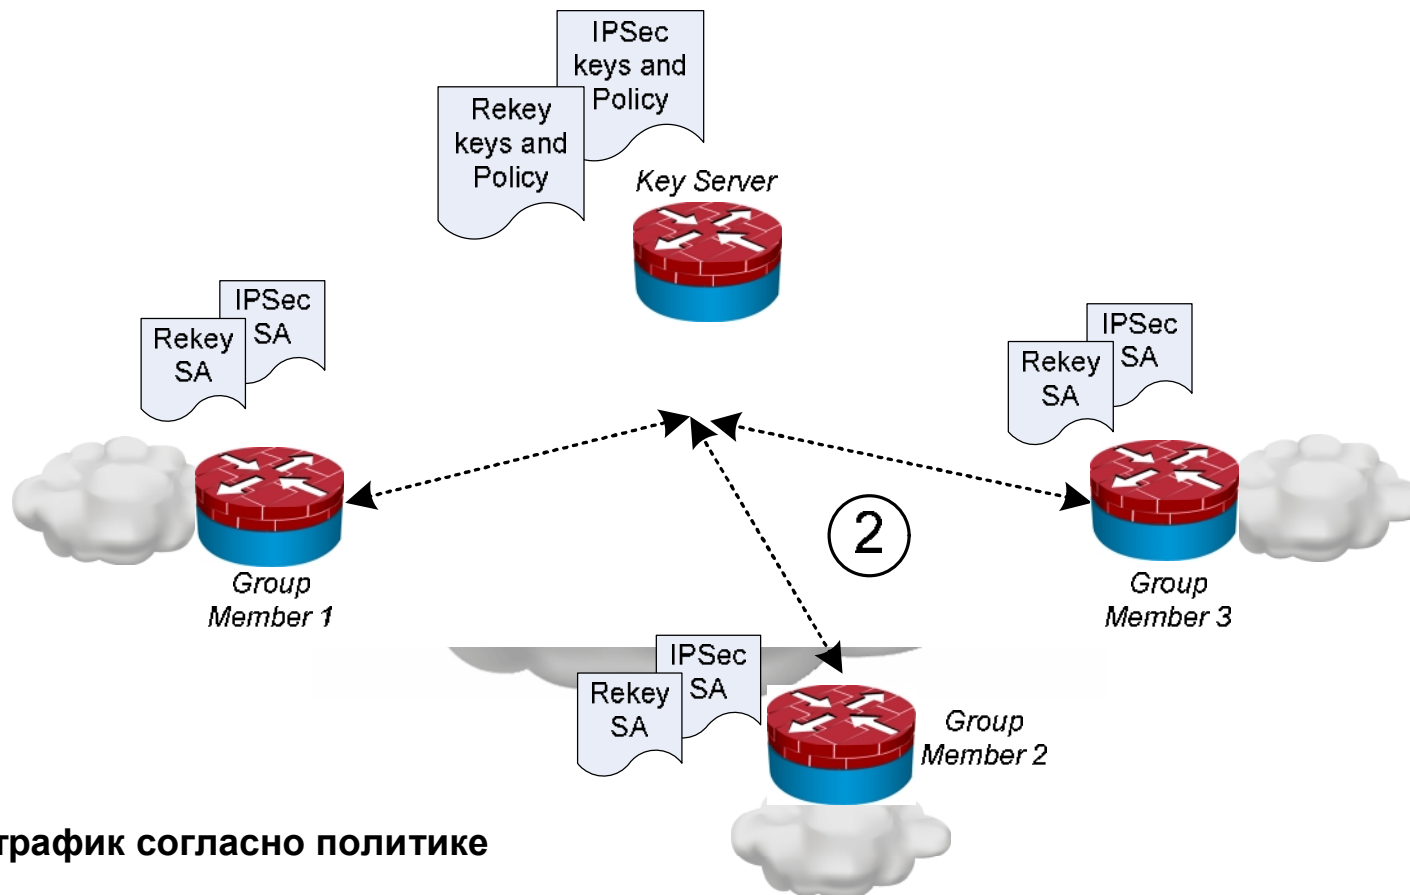 IPSec
keys and
Policy
Rekey
keys and
Policy
Key Server
IPSec
SA
Rekey
SA
IPSec
SA
Rekey
SA
2
Group
Member 1
Group
Member 3
IPSec
SA
Rekey
SA
Group
Member 2
трафик согласно политике